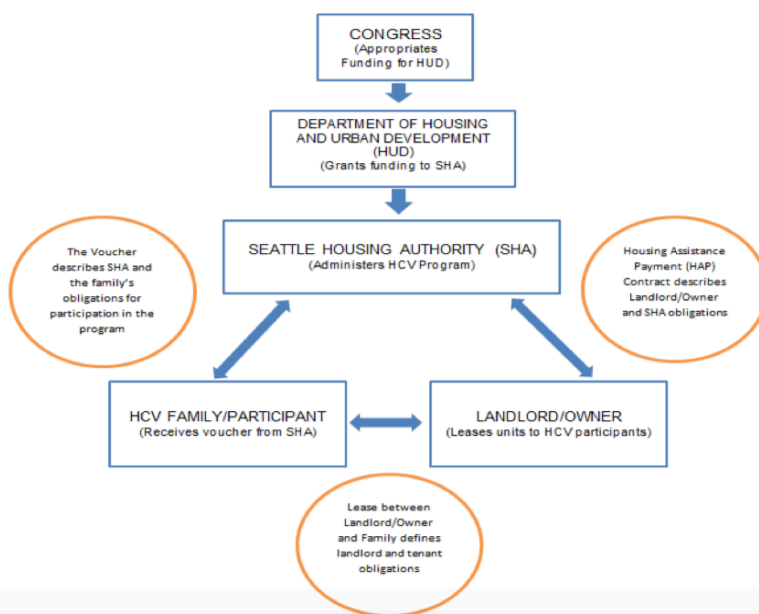 CONGRESS
(Appropriates
Funding for HUD)
DEPARTMENT OF HOUSING
AND URBAN DEVELOPMENT
(HUD)
(Grants funding to SHA)
SEATTLE HOUSING AUTHORITY (SHA)
(Administers HCV Program)
The Voucher
describes SHA and
the family's
obligations for
participation in the
program
Housing Assistance
Payment (HAP)
Contract describes
Landlord/Owner
and SHA obligations
HCV FAMILY/PARTICIPANT
(Receives voucher from SHA)
LANDLORD/OWNER
(Leases units to HCV participants)
Lease between
Landlord/Owner
and Family defines
landlord and tenant
obligations